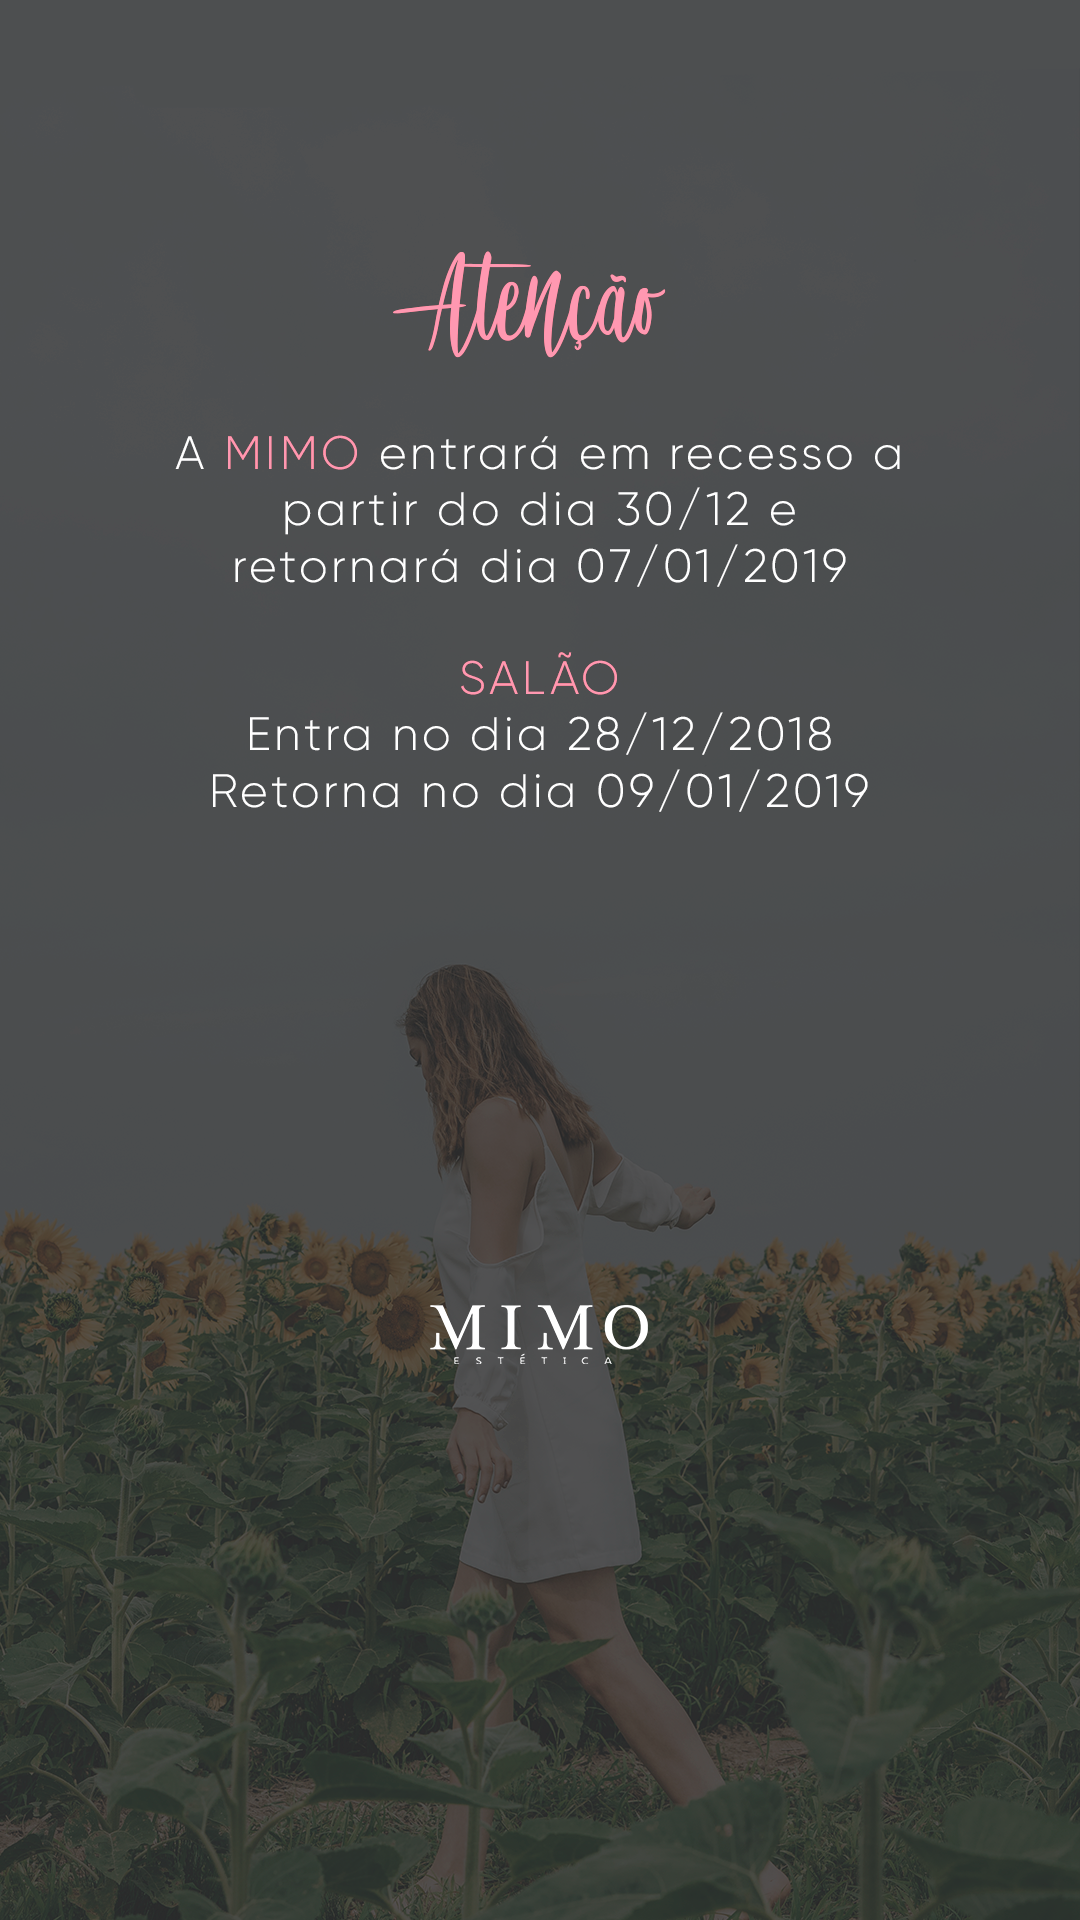 Atenção
A MIMO entrará em recesso a
partir do dia 30/12 e
retornará dia 07/01/2019
SALÃO
Entra no dia 28/12/2018
Retorna no dia 09/01/2019
MIMO
ESTÉTICA